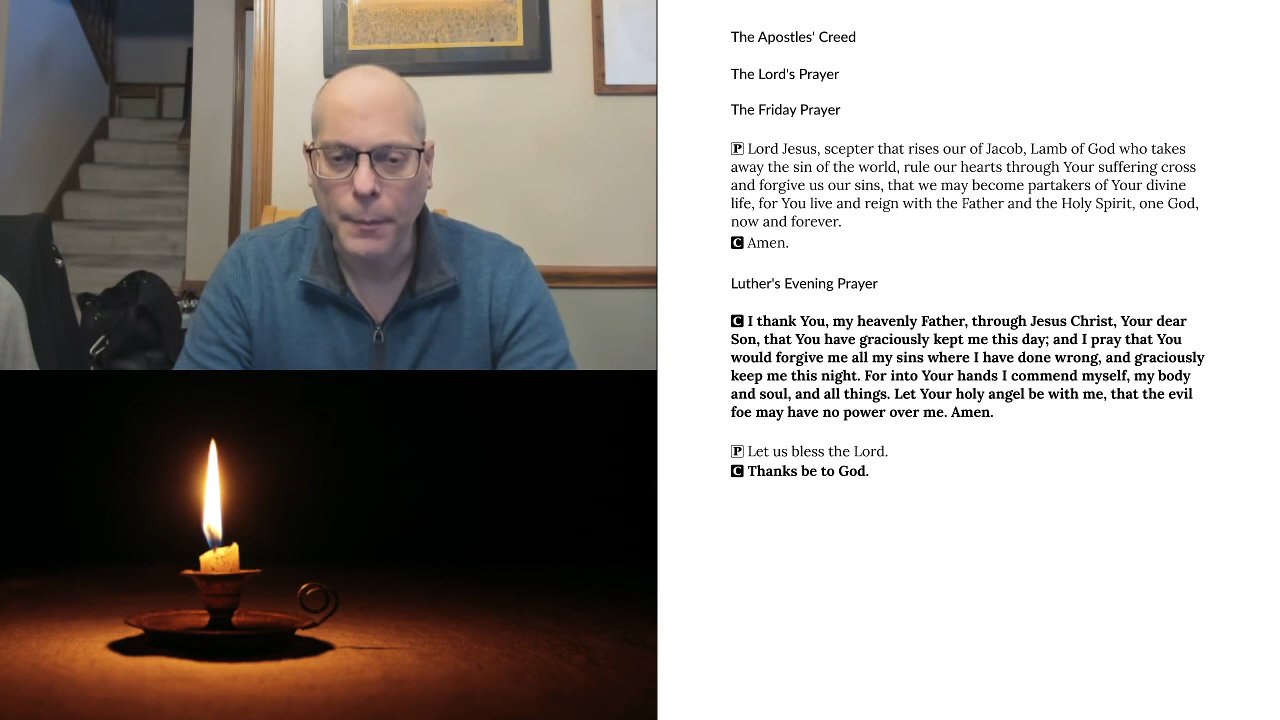 The Apostles' Creed
The Lord's Prayer
The Friday Prayer
P Lord Jesus, scepter that rises our of Jacob, Lamb of God who takes
away the sin of the world, rule our hearts through Your suffering cross
and forgive us our sins, that we may become partakers of Your divine
life, for You live and reign with the Father and the Holy Spirit, one God,
now and forever.
C Amen.
Luther's Evening Prayer
C I thank You, my heavenly Father, through Jesus Christ, Your dear
Son, that You have graciously kept me this day; and I pray that You
would forgive me all my sins where I have done wrong, and graciously
keep me this night. For into Your hands I commend myself, my body
and soul, and all things. Let Your holy angel be with me, that the evil
foe may have no power over me. Amen.
P Let us bless the Lord.
C Thanks be to God.